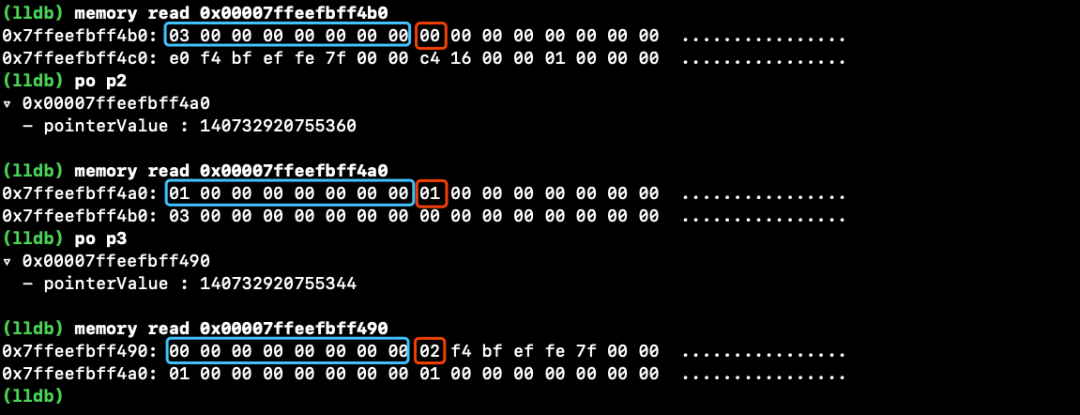 (lldb) memory read 0x00007ffeefbff4b0
0x7ffeefbff4b0: 03 00 00 00 00 00 00 00 00 00 00 00 00 00 00 00  ................
0x7ffeefbff4c0: e0 f4 bf ef fe 7f 00 00 c4 16 00 00 01 00 00 00  ................
(lldb) po p2
▿ 0x00007ffeefbff4a0
  - pointerValue : 140732920755360

(lldb) memory read 0x00007ffeefbff4a0
0x7ffeefbff4a0: 01 00 00 00 00 00 00 00 01 00 00 00 00 00 00 00  ................
0x7ffeefbff4b0: 03 00 00 00 00 00 00 00 00 00 00 00 00 00 00 00  ................
(lldb) po p3
▿ 0x00007ffeefbff490
  - pointerValue : 140732920755344

(lldb) memory read 0x00007ffeefbff490
0x7ffeefbff490: 00 00 00 00 00 00 00 00 02 f4 bf ef fe 7f 00 00  ................
0x7ffeefbff4a0: 01 00 00 00 00 00 00 00 01 00 00 00 00 00 00 00  ................
(lldb)